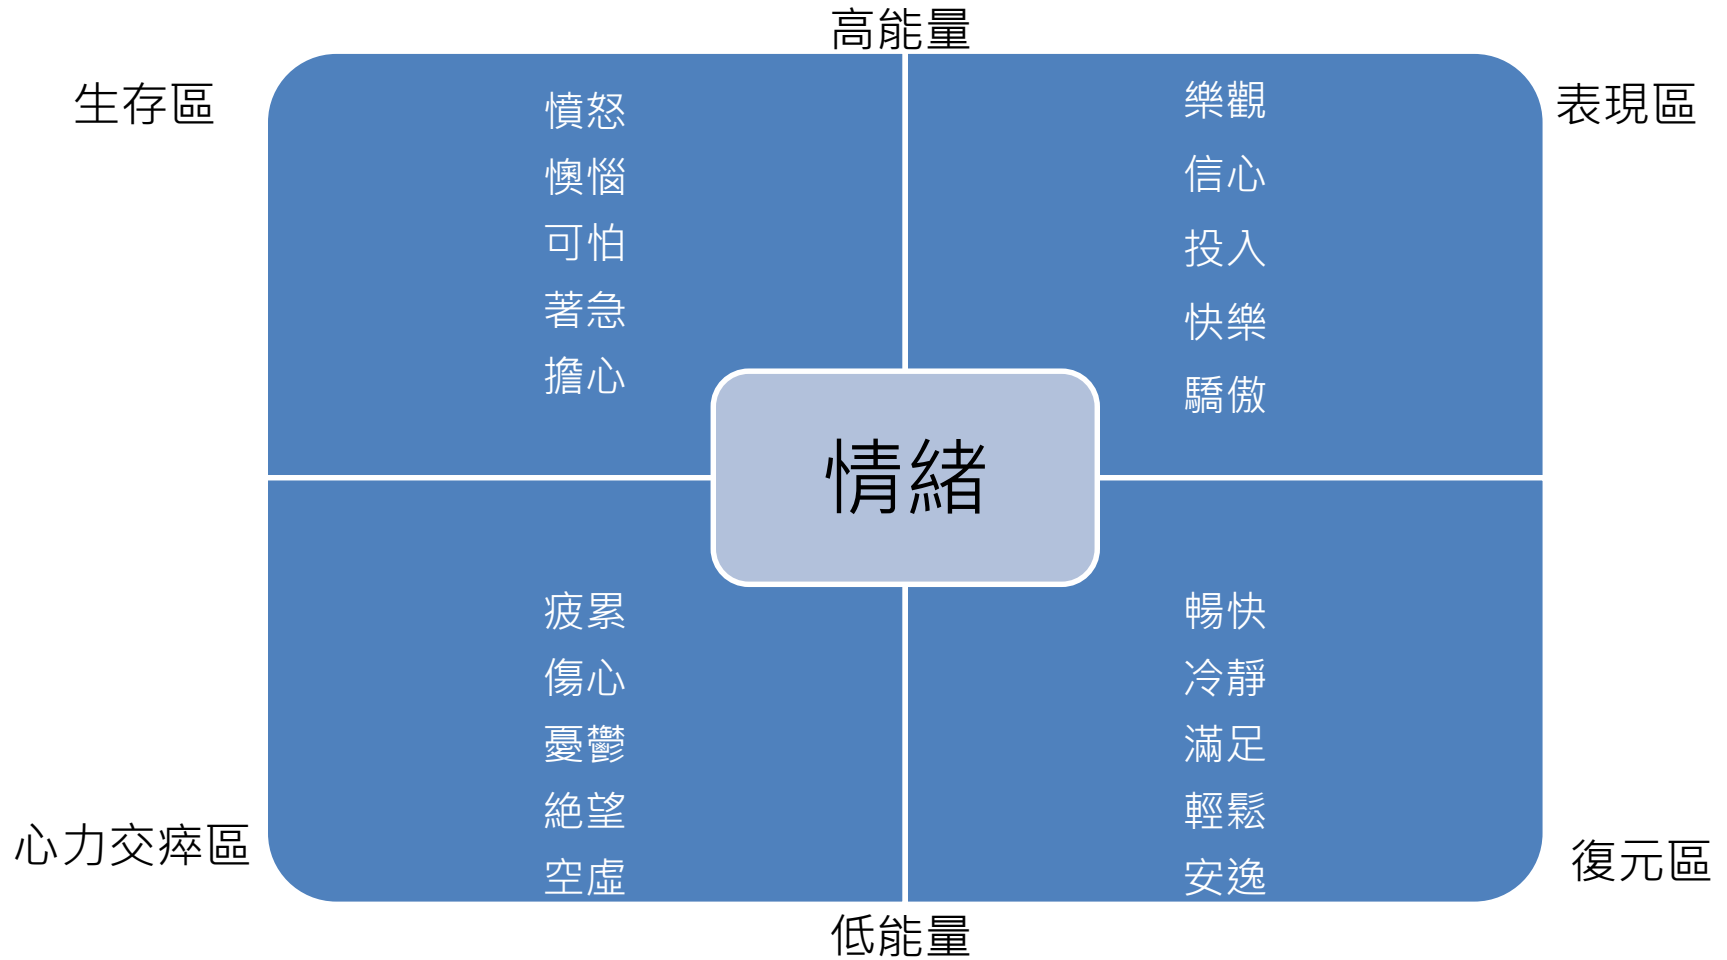 高能量
生存區
表現區
憤怒
懊惱
可怕
著急
擔心
樂觀
信心
投入
快樂
驕傲
情緒
疲累
傷心
憂鬱
絕望
空虛
暢快
冷靜
滿足
輕鬆
安逸
心力交瘁區
復元區
低能量